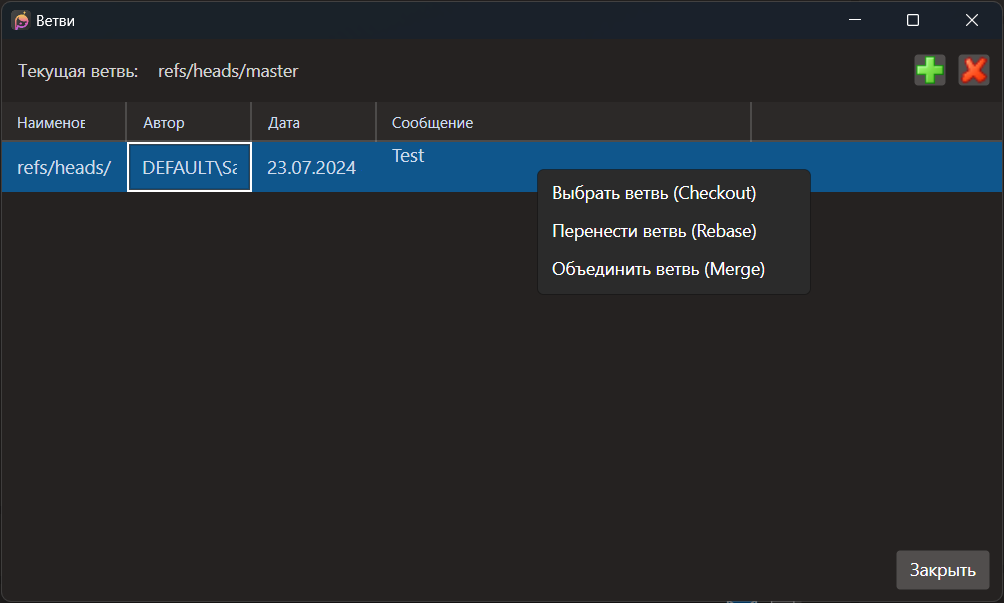 Ветви
Текущая ветвь: refs/heads/master
Наименов Автор Дата Сообщение
refs/heads/ DEFAULT\Sa 23.07.2024 Test
Выбрать ветвь (Checkout)
Перенести ветвь (Rebase)
Объединить ветвь (Merge)
Закрыть